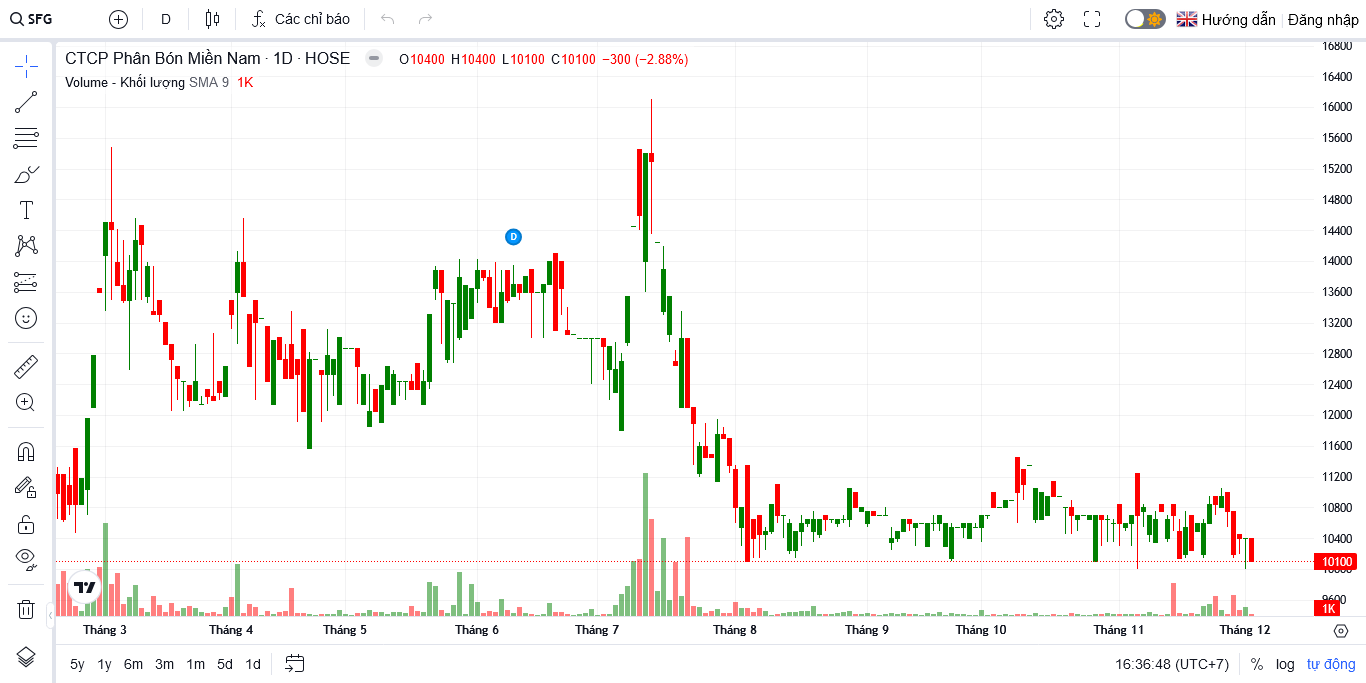 SFG D Các chỉ báo Hướng dẫn Đăng nhập
CTCP Phân Bón Miền Nam · 1D · HOSE O10400 H10400 L10100 C10100 −300 (−2.88%)
Volume - Khối lượng SMA 9 1K
D
16800
16400
16000
15600
15200
14800
14400
14000
13600
13200
12800
12400
12000
11600
11200
10800
10400
10100
10000
9600
1K
Tháng 3 Tháng 4 Tháng 5 Tháng 6 Tháng 7 Tháng 8 Tháng 9 Tháng 10 Tháng 11 Tháng 12
5y 1y 6m 3m 1m 5d 1d 16:36:48 (UTC+7) % log tự động